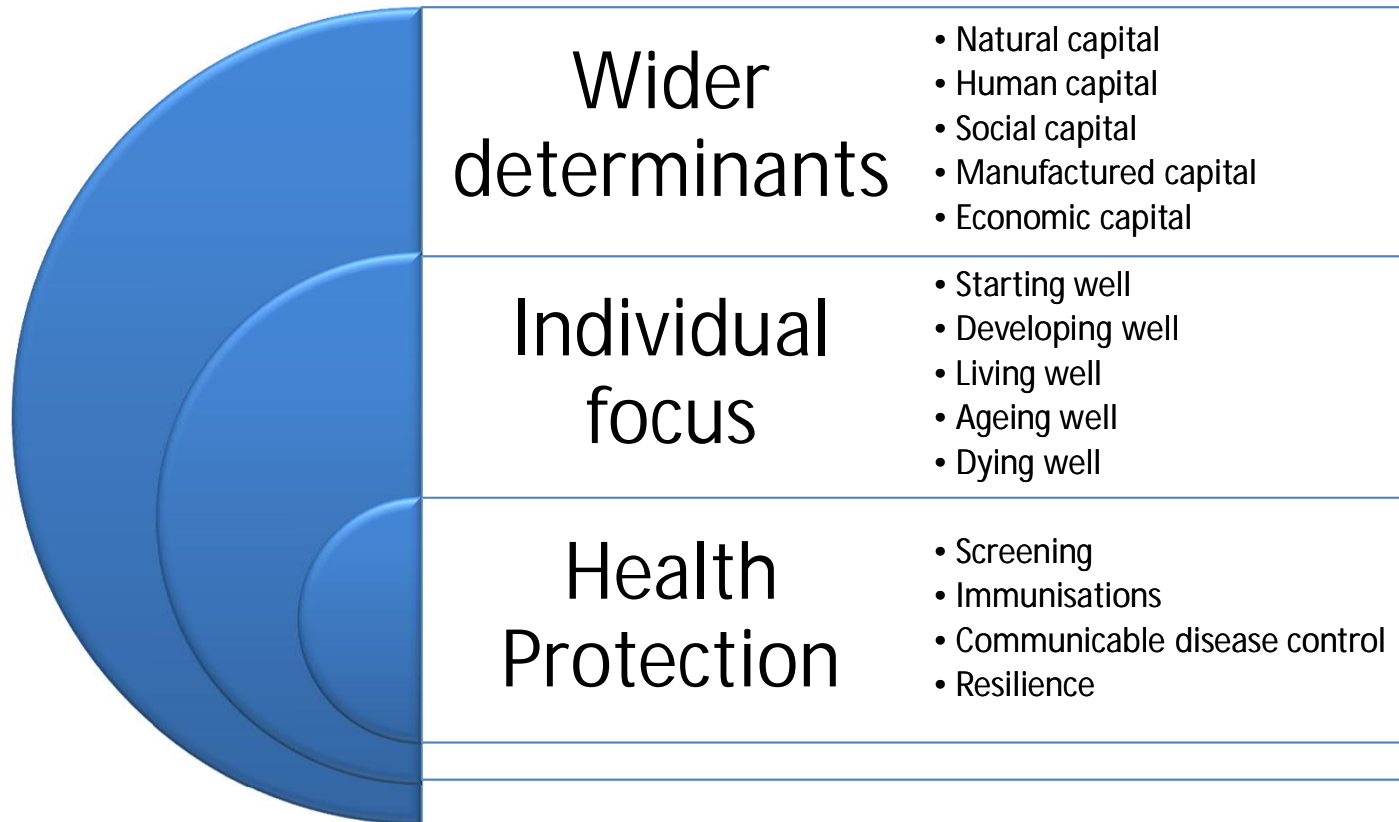 Wider
determinants
• Natural capital
• Human capital
• Social capital
• Manufactured capital
• Economic capital
Individual
focus
• Starting well
• Developing well
• Living well
• Ageing well
• Dying well
Health
Protection
• Screening
• Immunisations
• Communicable disease control
• Resilience